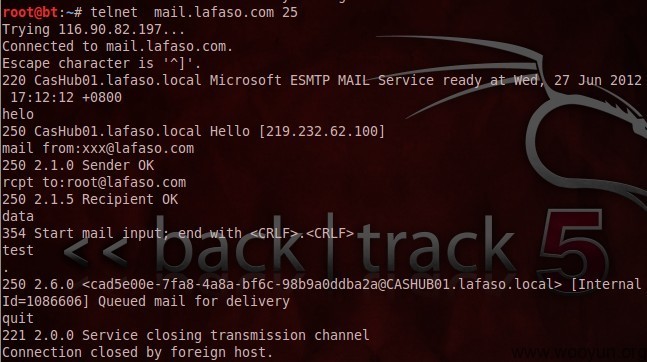 root@bt:~# telnet  mail.lafaso.com 25
Trying 116.90.82.197...
Connected to mail.lafaso.com.
Escape character is '^]'.
220 CasHub01.lafaso.local Microsoft ESMTP MAIL Service ready at Wed, 27 Jun 2012
 17:12:12 +0800
helo
250 CasHub01.lafaso.local Hello [219.232.62.100]
mail from:xxx@lafaso.com
250 2.1.0 Sender OK
rcpt to:root@lafaso.com
250 2.1.5 Recipient OK
data
354 Start mail input; end with <CRLF>.<CRLF>
test
.
<< back | track 5
250 2.6.0 <cad5e00e-7fa8-4a8a-bf6c-98b9a0ddba2a@CASHUB01.lafaso.local> [Internal
Id=1086606] Queued mail for delivery
quit
221 2.0.0 Service closing transmission channel
Connection closed by foreign host.